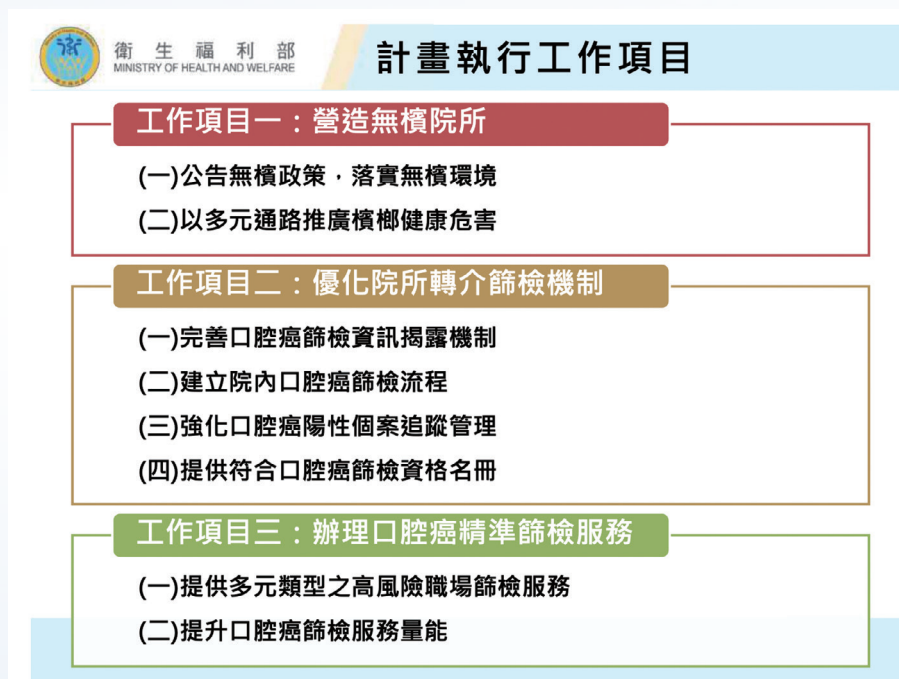 衛生福利部
MINISTRY OF HEALTH AND WELFARE
計畫執行工作項目
工作項目一：營造無檳院所
(一)公告無檳政策，落實無檳環境
(二)以多元通路推廣檳榔健康危害
工作項目二：優化院所轉介篩檢機制
(一)完善口腔癌篩檢資訊揭露機制
(二)建立院內口腔癌篩檢流程
(三)強化口腔癌陽性個案追蹤管理
(四)提供符合口腔癌篩檢資格名冊
工作項目三：辦理口腔癌精準篩檢服務
(一)提供多元類型之高風險職場篩檢服務
(二)提升口腔癌篩檢服務量能